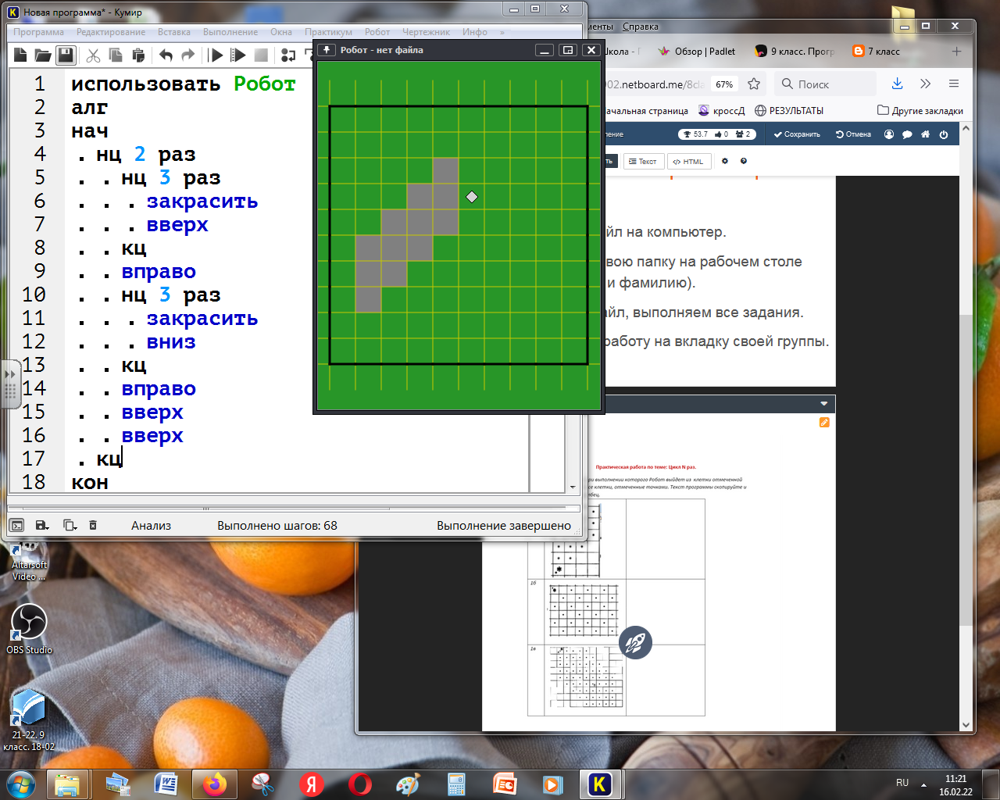 Новая программа* - Кумир
Программа Редактирование Вставка Выполнение Окна Практикум Робот Чертежник Инфо »
1 использовать Робот
2 алг
3 нач
4 . нц 2 раз
5 . . нц 3 раз
6 . . . закрасить
7 . . . вверх
8 . . кц
9 . . вправо
10 . . нц 3 раз
11 . . . закрасить
12 . . . вниз
13 . . кц
14 . . вправо
15 . . вверх
16 . . вверх
17 . кц
18 кон
Анализ Выполнено шагов: 68 Выполнение завершено
Робот - нет файла
менты Справка
Школа - Обзор | Padlet 9 класс. Прогр 7 класс
02.netboard.me/8cla 67% Поиск
начальная страница кроссД РЕЗУЛЬТАТЫ Другие закладки
ление 53.7 0 2 Сохранить Отмена
ть Текст HTML
йл на компьютер.
вою папку на рабочем столе
и фамилию).
айл, выполняем все задания.
работу на вкладку своей группы.
Практическая работа по теме: Цикл N раз.
ри выполнении которого Робот выйдет из клетки отмеченной
се клетки, отмеченные точками. Текст программы скопируйте и
бец.
1б
1в
Altarsoft
Video ...
OBS Studio
21-22. 9
класс. 18-02
RU
11:21
16.02.22